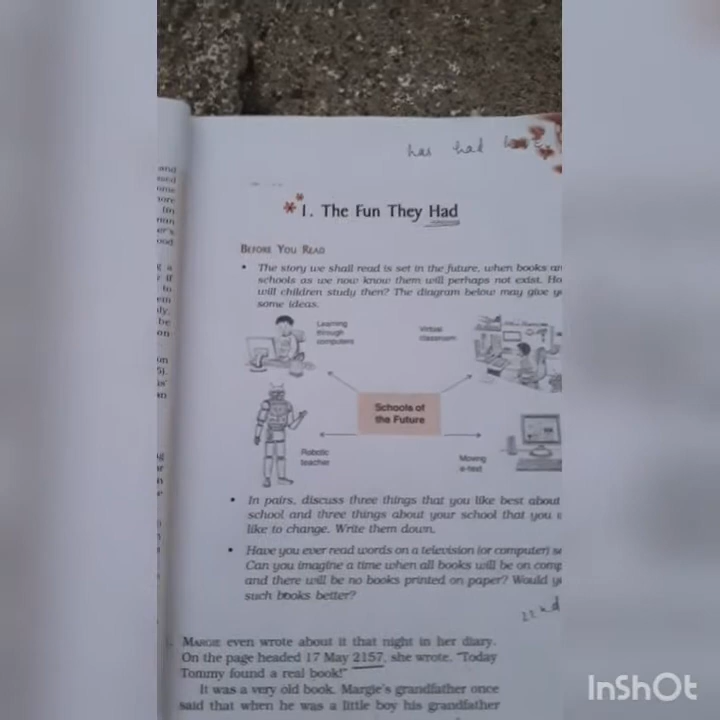 has had
1. The Fun They Had
BEFORE YOU READ
• The story we shall read is set in the future, when books an
schools as we now know them will perhaps not exist. Ho
will children study then? The diagram below may give y
some ideas.
Learning
through
computers
Virtual
classroom
Schools of
the Future
Robotic
teacher
Moving
e-text
• In pairs, discuss three things that you like best about
school and three things about your school that you
like to change. Write them down.
• Have you ever read words on a television (or computer) s
Can you imagine a time when all books will be on comp
and there will be no books printed on paper? Would y
such books better?
22nd
MARGIE even wrote about it that night in her diary.
On the page headed 17 May 2157, she wrote, "Today
Tommy found a real book!"
It was a very old book. Margie's grandfather once
said that when he was a little boy his grandfather
InShOt